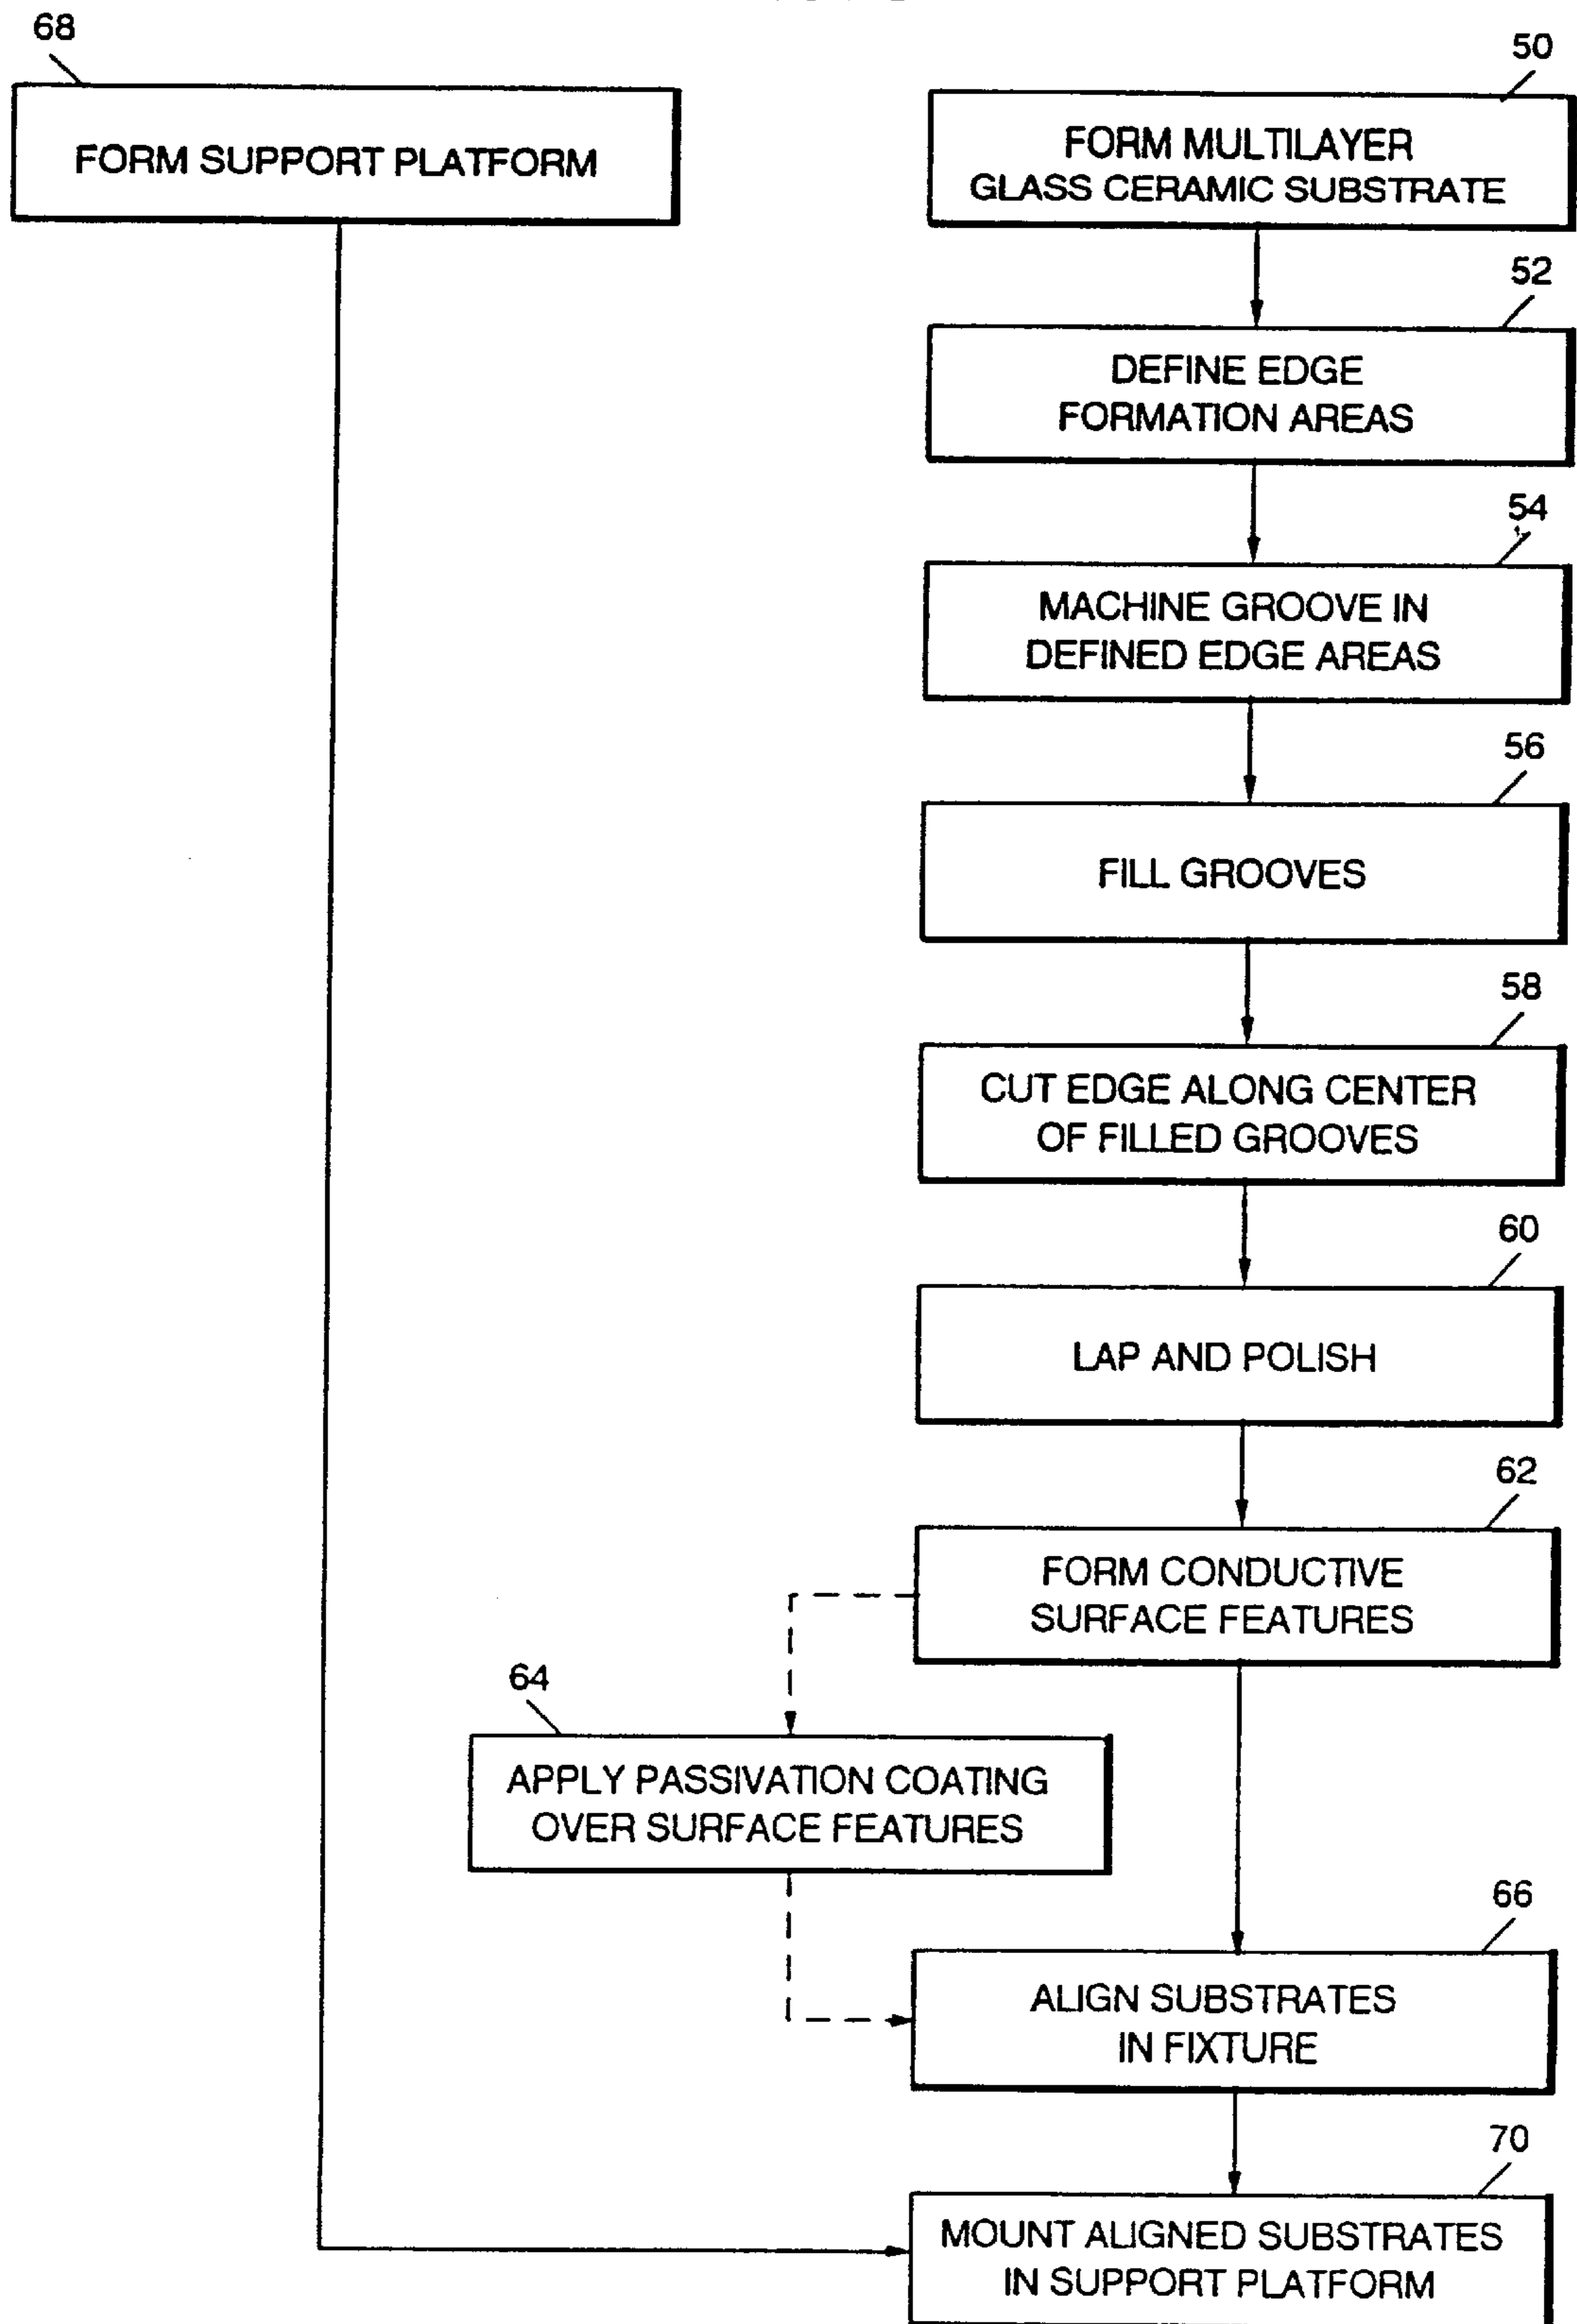 68
FORM SUPPORT PLATFORM
50
FORM MULTILAYER
GLASS CERAMIC SUBSTRATE
52
DEFINE EDGE
FORMATION AREAS
54
MACHINE GROOVE IN
DEFINED EDGE AREAS
56
FILL GROOVES
58
CUT EDGE ALONG CENTER
OF FILLED GROOVES
60
LAP AND POLISH
62
FORM CONDUCTIVE
SURFACE FEATURES
64
APPLY PASSIVATION COATING
OVER SURFACE FEATURES
66
ALIGN SUBSTRATES
IN FIXTURE
70
MOUNT ALIGNED SUBSTRATES
IN SUPPORT PLATFORM